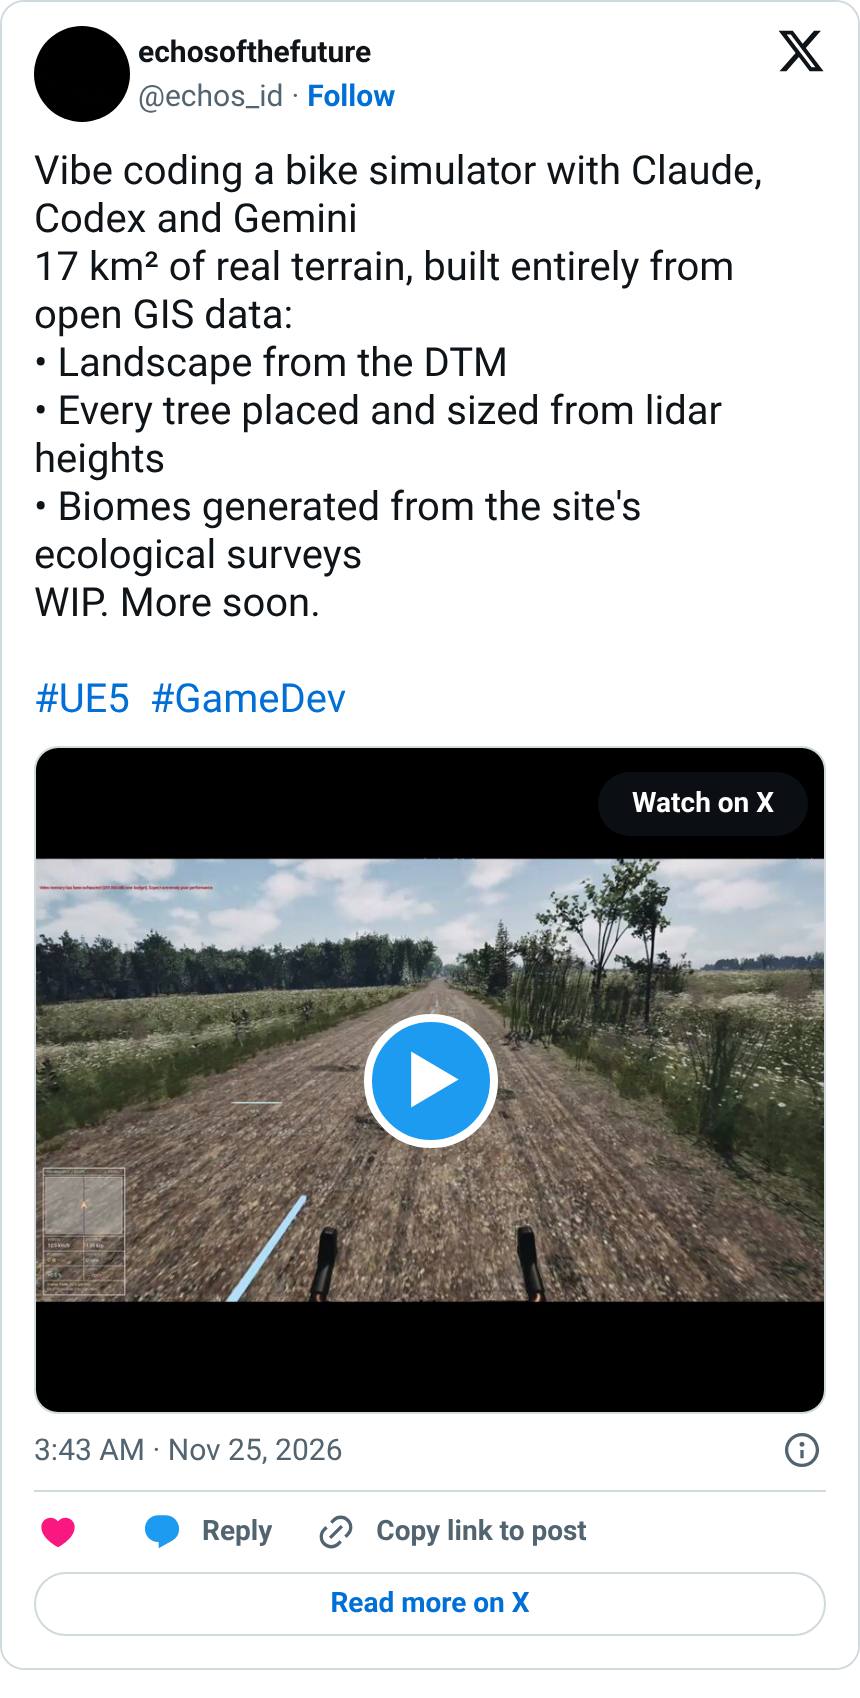 echosofthefuture
@echos_id · Follow
Vibe coding a bike simulator with Claude,
Codex and Gemini
17 km² of real terrain, built entirely from
open GIS data:
• Landscape from the DTM
• Every tree placed and sized from lidar
heights
• Biomes generated from the site's
ecological surveys
WIP. More soon.
#UE5 #GameDev
Watch on X
3:43 AM · Nov 25, 2026
Reply
Copy link to post
Read more on X